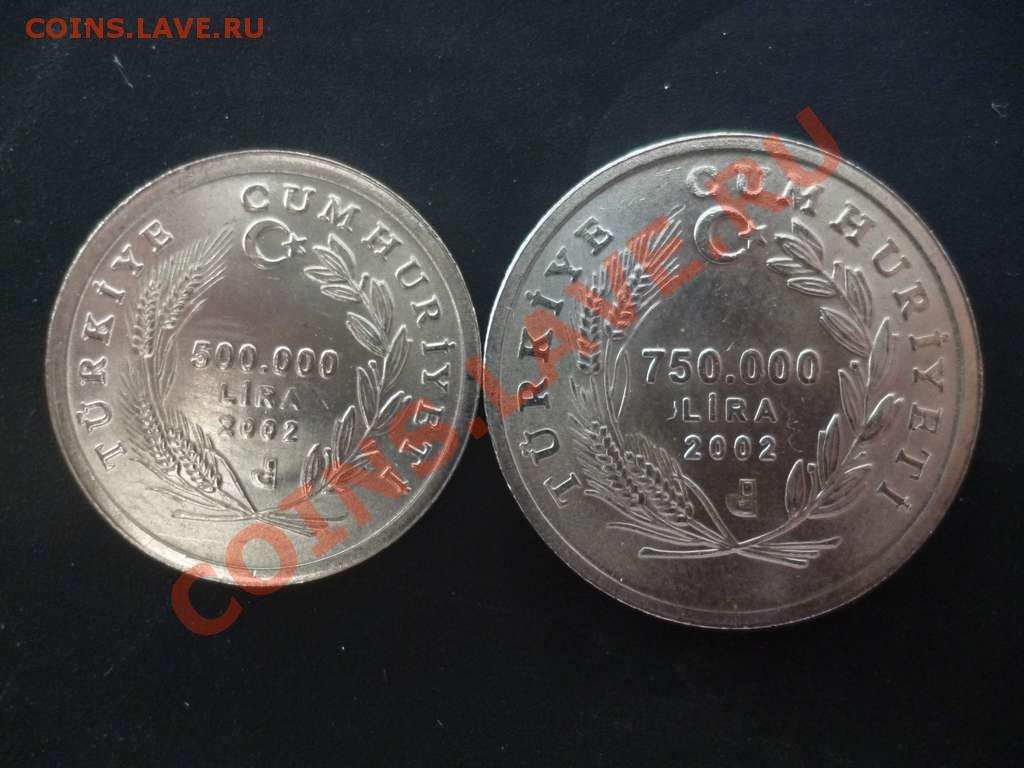 COINS.LAVE.RU
TÜRKİYE CUMHURİYETİ
500.000
LİRA
2002
TÜRKİYE CUMHURİYETİ
750.000
LİRA
2002
COINS.LAVE.RU